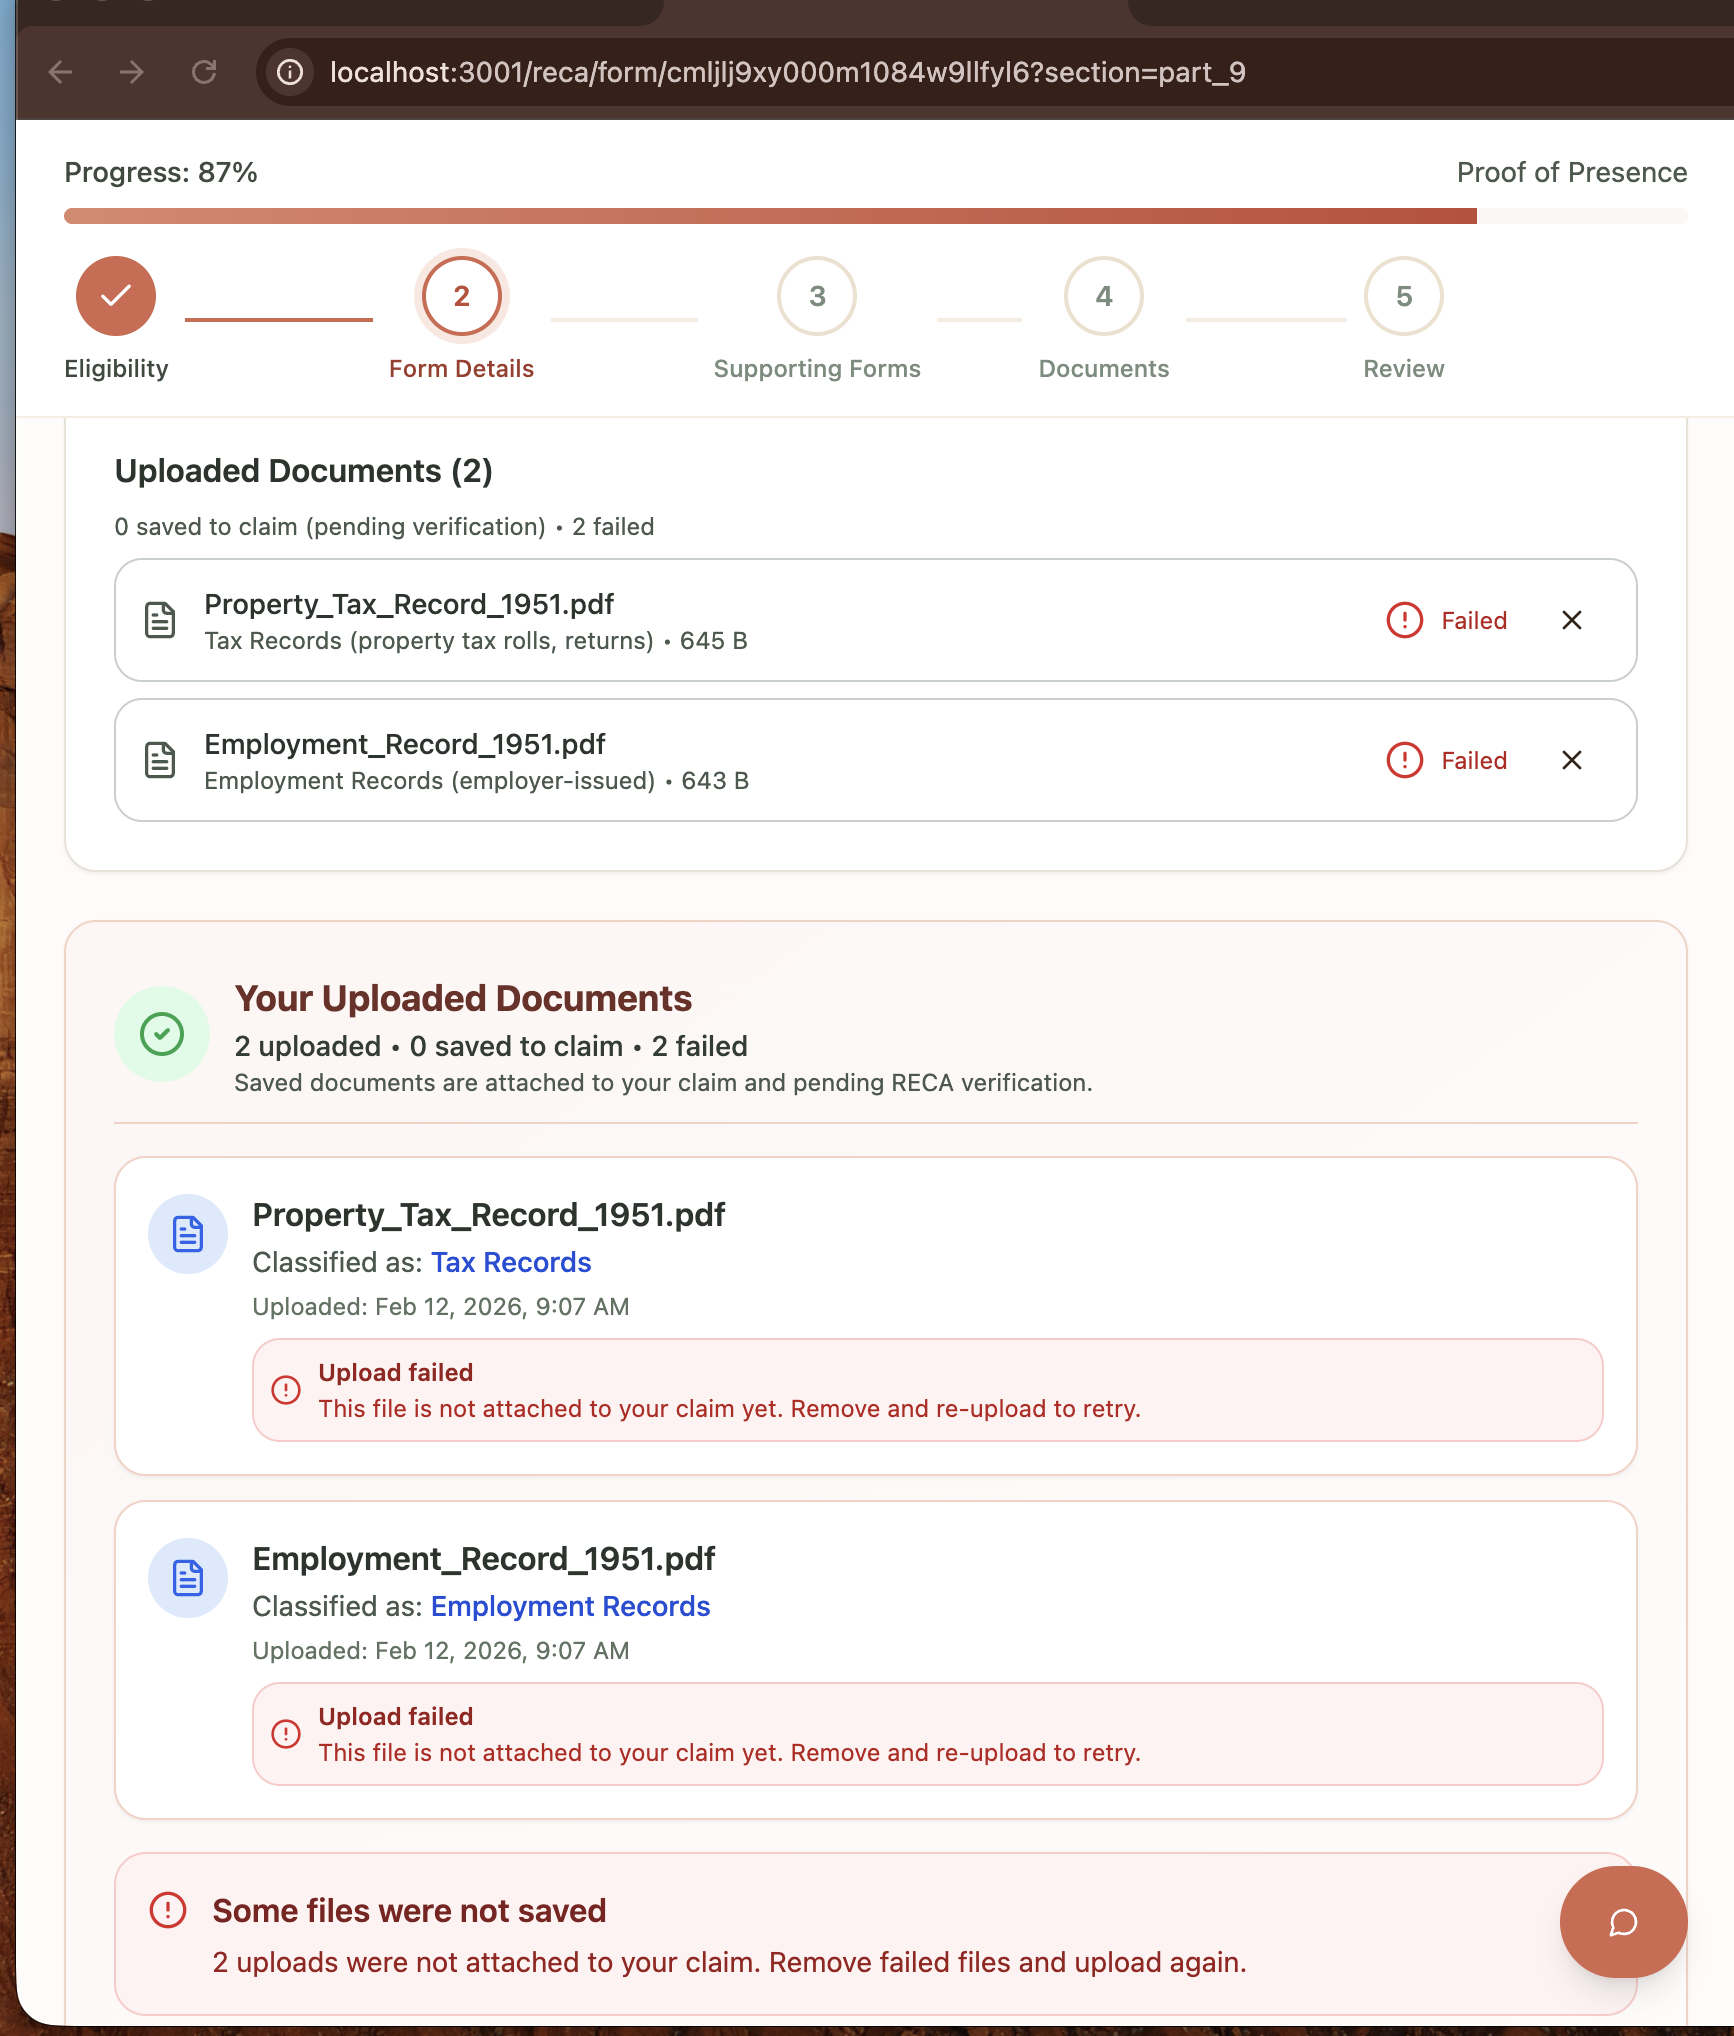 localhost:3001/reca/form/cmljlj9xy000m1084w9llfyl6?section=part_9
Progress: 87%
Proof of Presence
2
3
4
5
Eligibility
Form Details
Supporting Forms
Documents
Review
Uploaded Documents (2)
0 saved to claim (pending verification) • 2 failed
Property_Tax_Record_1951.pdf
Tax Records (property tax rolls, returns) • 645 B
Failed
Employment_Record_1951.pdf
Employment Records (employer-issued) • 643 B
Failed
Your Uploaded Documents
2 uploaded • 0 saved to claim • 2 failed
Saved documents are attached to your claim and pending RECA verification.
Property_Tax_Record_1951.pdf
Classified as: Tax Records
Uploaded: Feb 12, 2026, 9:07 AM
Upload failed
This file is not attached to your claim yet. Remove and re-upload to retry.
Employment_Record_1951.pdf
Classified as: Employment Records
Uploaded: Feb 12, 2026, 9:07 AM
Upload failed
This file is not attached to your claim yet. Remove and re-upload to retry.
Some files were not saved
2 uploads were not attached to your claim. Remove failed files and upload again.